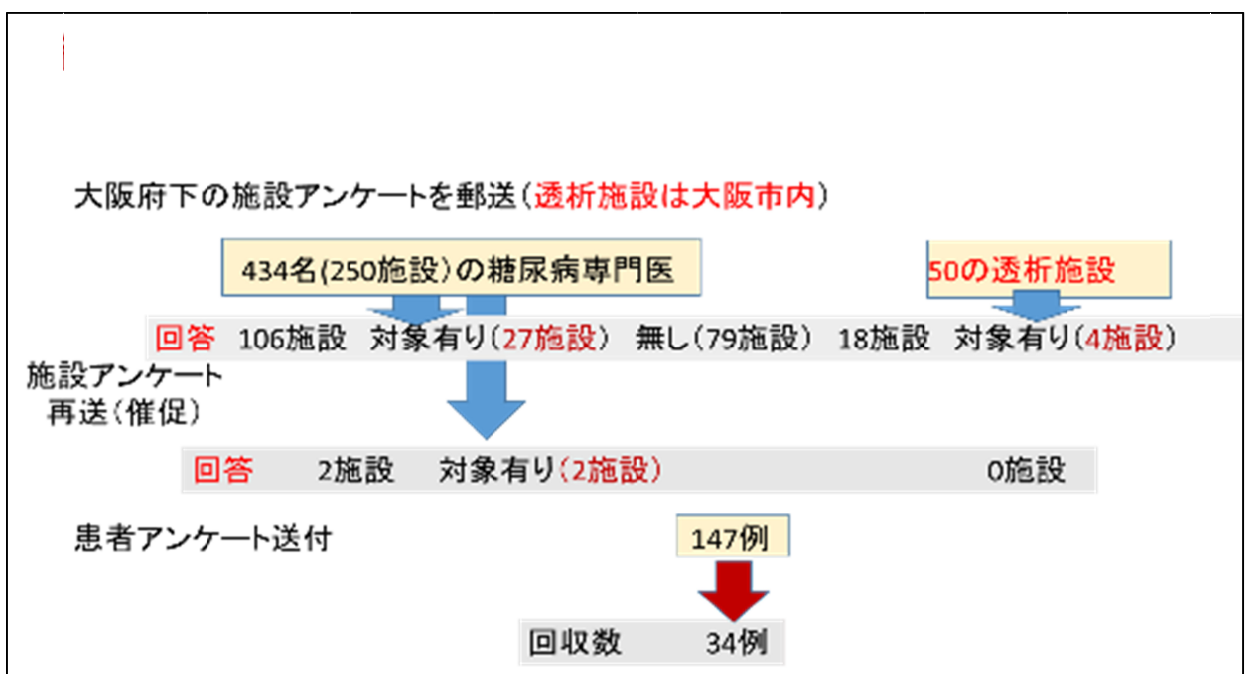 大阪府下の施設アンケートを郵送(透析施設は大阪市内)
434名(250施設)の糖尿病専門医
50の透析施設
回答 106施設 対象有り(27施設) 無し(79施設) 18施設 対象有り(4施設)
施設アンケート
再送(催促)
回答 2施設 対象有り(2施設) 0施設
患者アンケート送付 147例
回収数 34例